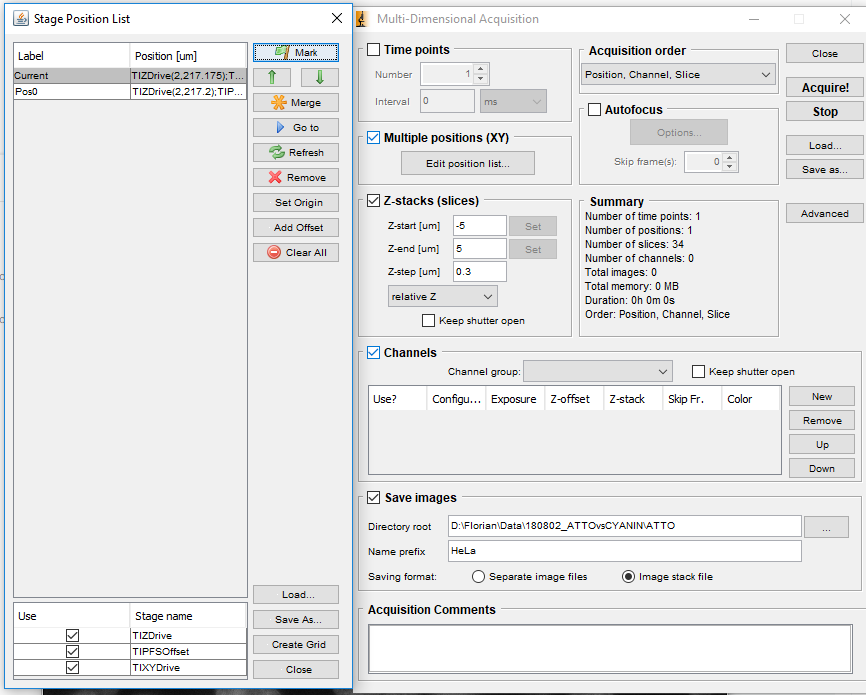 Stage Position List
Label Position [um]
Current TIZDrive(2,217.175);T...
Pos0 TIZDrive(2,217.2);TIP...
Mark
Merge
Go to
Refresh
Remove
Set Origin
Add Offset
Clear All
Load...
Save As...
Create Grid
Close
Use Stage name
TIZDrive
TIPFSOffset
TIXYDrive
Multi-Dimensional Acquisition
Time points
Number 1
Interval 0 ms
Multiple positions (XY)
Edit position list...
Z-stacks (slices)
Z-start [um] -5 Set
Z-end [um] 5 Set
Z-step [um] 0.3
relative Z
Keep shutter open
Acquisition order
Position, Channel, Slice
Autofocus
Options...
Skip frame(s): 0
Summary
Number of time points: 1
Number of positions: 1
Number of slices: 34
Number of channels: 0
Total images: 0
Total memory: 0 MB
Duration: 0h 0m 0s
Order: Position, Channel, Slice
Close
Acquire!
Stop
Load...
Save as...
Advanced
Channels
Channel group:
Keep shutter open
Use? Configu... Exposure Z-offset Z-stack Skip Fr. Color
New
Remove
Up
Down
Save images
Directory root D:\Florian\Data\180802_ATTOvsCYANIN\ATTO ...
Name prefix HeLa
Saving format: Separate image files Image stack file
Acquisition Comments